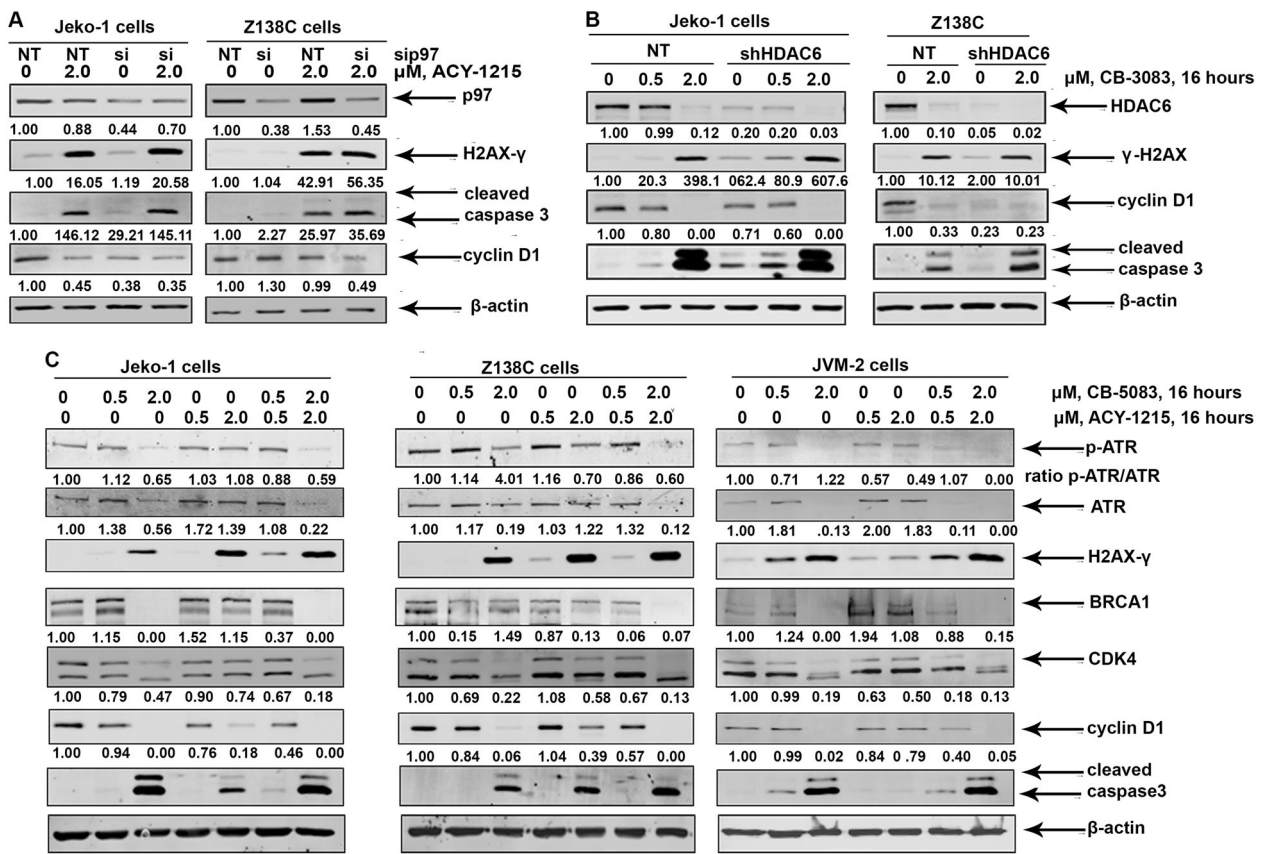 A
Jeko-1 cells
Z138C cells
NT NT si si
NT si NT si
sip97
0 2.0 0 2.0
0 0 2.0 2.0
µM, ACY-1215
p97
1.00 0.88 0.44 0.70
1.00 0.38 1.53 0.45
H2AX-γ
1.00 16.05 1.19 20.58
1.00 1.04 42.91 56.35
cleaved
caspase 3
1.00 146.12 29.21 145.11
1.00 2.27 25.97 35.69
cyclin D1
1.00 0.45 0.38 0.35
1.00 1.30 0.99 0.49
β-actin
B
Jeko-1 cells
Z138C
NT shHDAC6
NT shHDAC6
0 0.5 2.0 0 0.5 2.0
0 2.0 0 2.0
µM, CB-3083, 16 hours
HDAC6
1.00 0.99 0.12 0.20 0.20 0.03
1.00 0.10 0.05 0.02
γ-H2AX
1.00 20.3 398.1 062.4 80.9 607.6
1.00 10.12 2.00 10.01
cyclin D1
1.00 0.80 0.00 0.71 0.60 0.00
1.00 0.33 0.23 0.23
cleaved
caspase 3
β-actin
C
Jeko-1 cells
Z138C cells
JVM-2 cells
0 0.5 2.0 0 0 0.5 2.0
0 0.5 2.0 0 0 0.5 2.0
0 0.5 2.0 0 0 0.5 2.0
µM, CB-5083, 16 hours
0 0 0 0.5 2.0 0.5 2.0
0 0 0 0.5 2.0 0.5 2.0
0 0 0 0.5 2.0 0.5 2.0
µM, ACY-1215, 16 hours
p-ATR
1.00 1.12 0.65 1.03 1.08 0.88 0.59
1.00 1.14 4.01 1.16 0.70 0.86 0.60
1.00 0.71 1.22 0.57 0.49 1.07 0.00
ratio p-ATR/ATR
ATR
1.00 1.38 0.56 1.72 1.39 1.08 0.22
1.00 1.17 0.19 1.03 1.22 1.32 0.12
1.00 1.81 .0.13 2.00 1.83 0.11 0.00
H2AX-γ
BRCA1
1.00 1.15 0.00 1.52 1.15 0.37 0.00
1.00 0.15 1.49 0.87 0.13 0.06 0.07
1.00 1.24 0.00 1.94 1.08 0.88 0.15
CDK4
1.00 0.79 0.47 0.90 0.74 0.67 0.18
1.00 0.69 0.22 1.08 0.58 0.67 0.13
1.00 0.99 0.19 0.63 0.50 0.18 0.13
cyclin D1
1.00 0.94 0.00 0.76 0.18 0.46 0.00
1.00 0.84 0.06 1.04 0.39 0.57 0.00
1.00 0.99 0.02 0.84 0 .79 0.40 0.05
cleaved
caspase3
β-actin